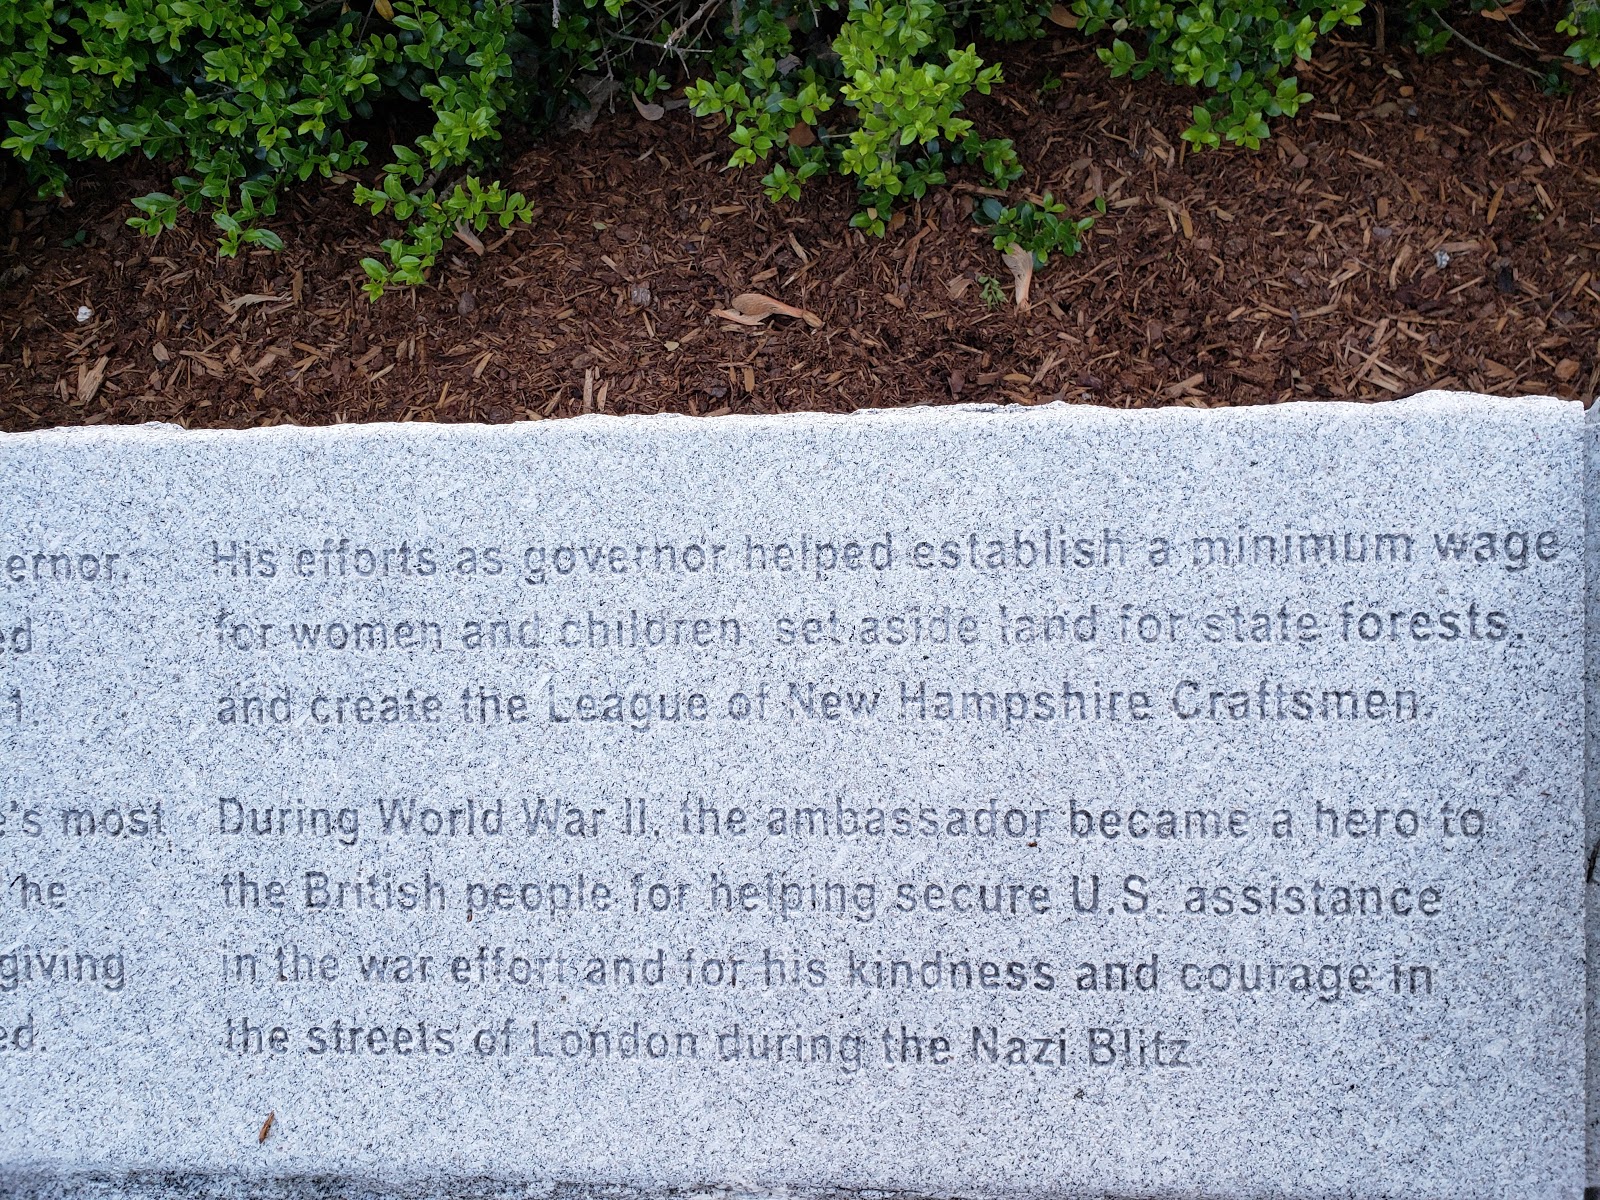 ernor.
ed
1.
e's most
he
giving
ed.
His efforts as governor helped establish a minimum wage
for women and children, set aside land for state forests,
and create the League of New Hampshire Craftsmen.
During World War II, the ambassador became a hero to
the British people for helping secure U.S. assistance
in the war effort and for his kindness and courage in
the streets of London during the Nazi Blitz.